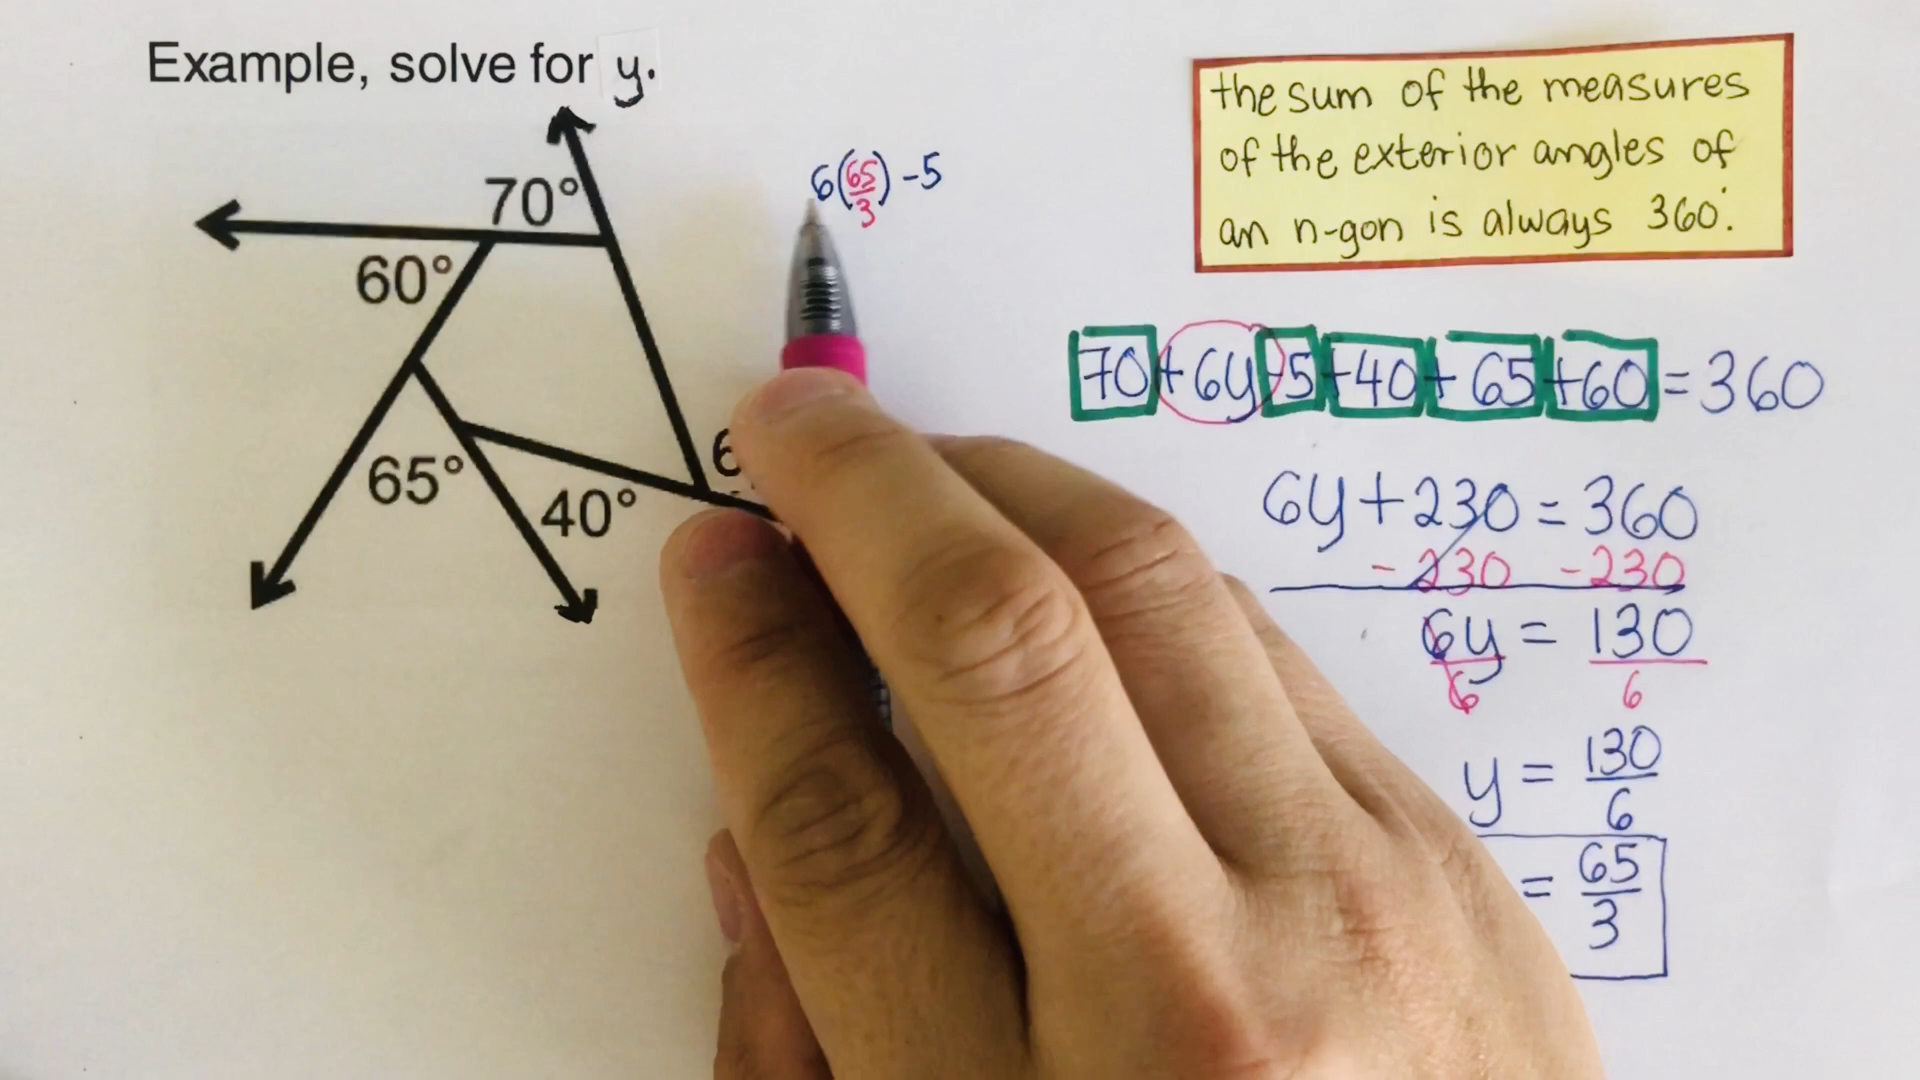 Example, solve for y.
70°
60°
65°
40°
6
6(65/3) -5
the sum of the measures
of the exterior angles of
an n-gon is always 360°.
70+6y-5+40+65+60=360
6y+230=360
-230 -230
6y = 130
6 6
y = 130/6
= 65/3